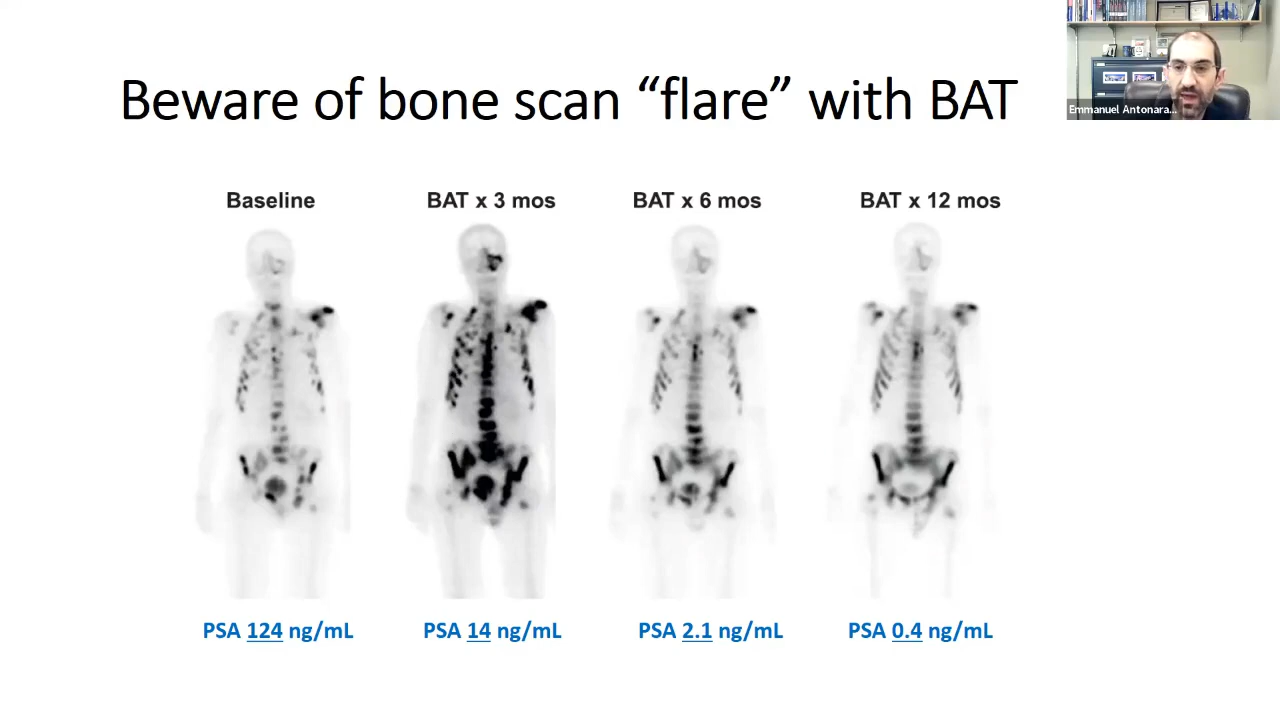 Beware of bone scan “flare” with BAT
Emmanuel Antonara...
Baseline
BAT x 3 mos
BAT x 6 mos
BAT x 12 mos
PSA 124 ng/mL
PSA 14 ng/mL
PSA 2.1 ng/mL
PSA 0.4 ng/mL